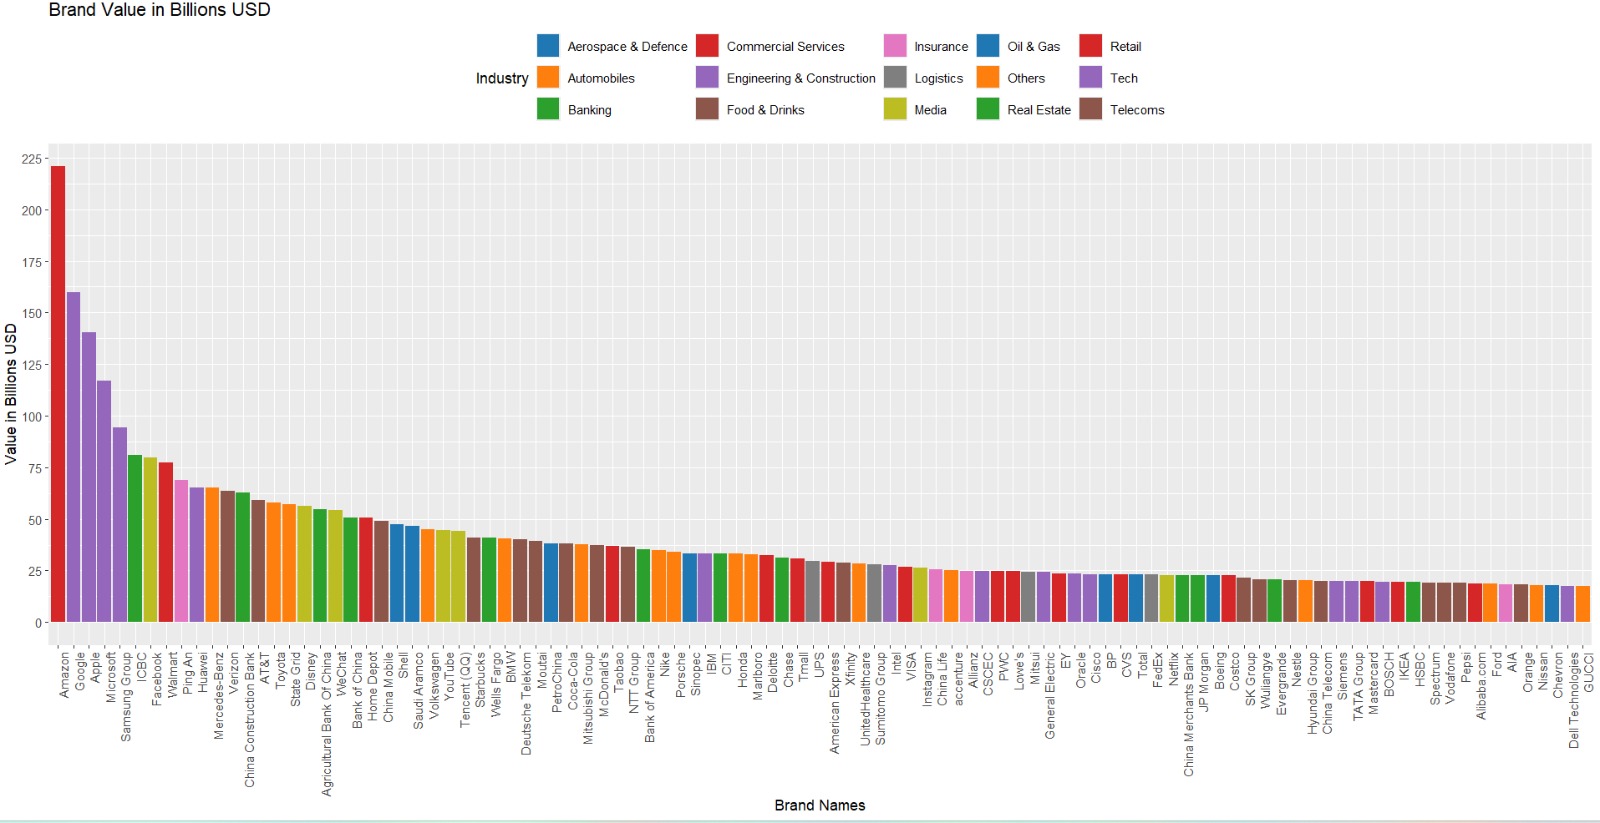 Brand Value in Billions USD
Industry
Aerospace & Defence
Automobiles
Banking
Commercial Services
Engineering & Construction
Food & Drinks
Insurance
Logistics
Media
Oil & Gas
Others
Real Estate
Retail
Tech
Telecoms
Value in Billions USD
225
200
175
150
125
100
75
50
25
0
Amazon
Google
Apple
Microsoft
Samsung Group
ICBC
Facebook
Walmart
Ping An
Huawei
Mercedes-Benz
Verizon
China Construction Bank
AT&T
Toyota
State Grid
Disney
Agricultural Bank Of China
WeChat
Bank of China
Home Depot
China Mobile
Shell
Saudi Aramco
Volkswagen
YouTube
Tencent (QQ)
Starbucks
Wells Fargo
BMW
Deutsche Telekom
Moutai
PetroChina
Coca-Cola
Mitsubishi Group
McDonald's
Taobao
NTT Group
Bank of America
Nike
Porsche
Sinopec
IBM
CITI
Honda
Marlboro
Deloitte
Chase
Tmall
UPS
American Express
Xfinity
UnitedHealthcare
Sumitomo Group
Intel
VISA
Instagram
China Life
accenture
Allianz
CSCEC
PWC
Lowe's
Mitsui
General Electric
EY
Oracle
Cisco
BP
CVS
Total
FedEx
Netflix
China Merchants Bank
JP Morgan
Boeing
Costco
SK Group
Wuliangye
Evergrande
Nestle
Hyundai Group
China Telecom
Siemens
TATA Group
Mastercard
BOSCH
IKEA
HSBC
Spectrum
Vodafone
Pepsi
Alibaba.com
Ford
AIA
Orange
Nissan
Chevron
Dell Technologies
GUCCI
Brand Names